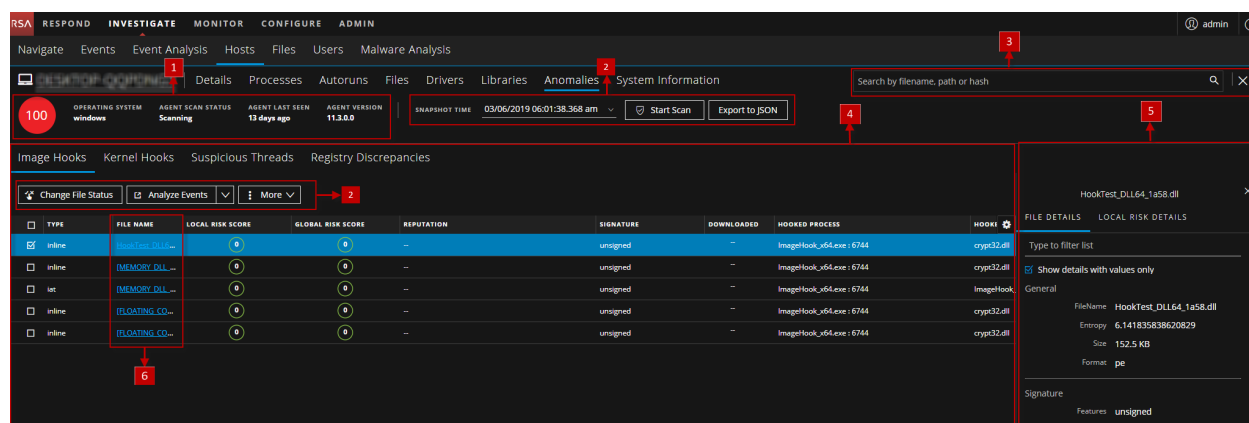 RSA RESPOND INVESTIGATE MONITOR CONFIGURE ADMIN admin
Navigate Events Event Analysis Hosts Files Users Malware Analysis
3
1
2
Details Processes Autoruns Files Drivers Libraries Anomalies System Information Search by filename, path or hash
100 OPERATING SYSTEM AGENT SCAN STATUS AGENT LAST SEEN AGENT VERSION
windows Scanning 13 days ago 11.3.0.0
SNAPSHOT TIME 03/06/2019 06:01:38.368 am Start Scan Export to JSON
4
5
Image Hooks Kernel Hooks Suspicious Threads Registry Discrepancies
Change File Status Analyze Events More 2
TYPE FILE NAME LOCAL RISK SCORE GLOBAL RISK SCORE REPUTATION SIGNATURE DOWNLOADED HOOKED PROCESS HOOKE
inline HookTest_DLL6... 0 0 -- unsigned -- ImageHook_x64.exe : 6744 crypt32.dll
inline [MEMORY_DLL_... 0 0 -- unsigned -- ImageHook_x64.exe : 6744 crypt32.dll
iat [MEMORY_DLL_... 0 0 -- unsigned -- ImageHook_x64.exe : 6744 ImageHook_
inline [FLOATING_CO... 0 0 -- unsigned -- ImageHook_x64.exe : 6744 crypt32.dll
inline [FLOATING_CO... 0 0 -- unsigned -- ImageHook_x64.exe : 6744 crypt32.dll
6
HookTest_DLL64_1a58.dll
FILE DETAILS LOCAL RISK DETAILS
Type to filter list
Show details with values only
General
FileName HookTest_DLL64_1a58.dll
Entropy 6.141835838620829
Size 152.5 KB
Format pe
Signature
Features unsigned